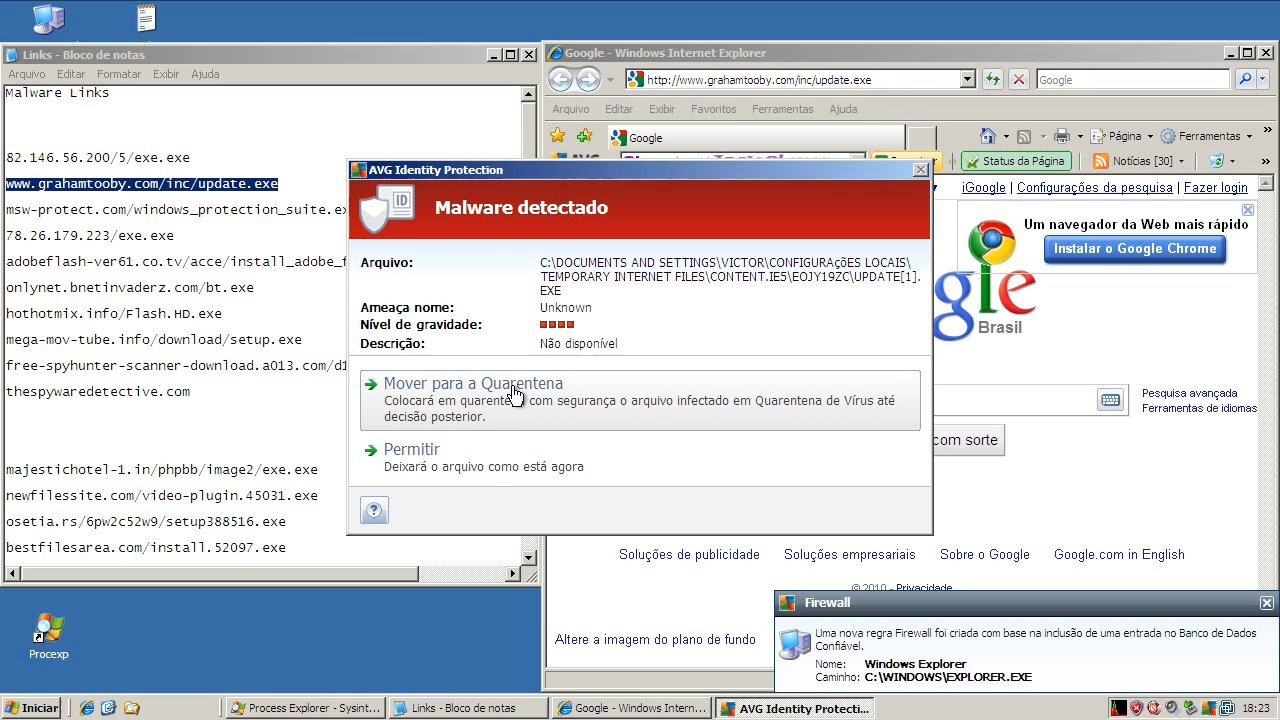 Links - Bloco de notas
Arquivo Editar Formatar Exibir Ajuda
Malware Links
82.146.56.200/5/exe.exe
www.grahamtooby.com/inc/update.exe
msw-protect.com/windows_protection_suite.ex
78.26.179.223/exe.exe
adobeflash-ver61.co.tv/acce/install_adobe_f
onlynet.bnetinvaderz.com/bt.exe
hothotmix.info/Flash.HD.exe
mega-mov-tube.info/download/setup.exe
free-spyhunter-scanner-download.a013.com/d1
thespywaredetective.com
majestichotel-1.in/phpbb/image2/exe.exe
newfilessite.com/video-plugin.45031.exe
osetia.rs/6pw2c52w9/setup388516.exe
bestfilesarea.com/install.52097.exe
Google - Windows Internet Explorer
http://www.grahamtooby.com/inc/update.exe
Google
Arquivo Editar Exibir Favoritos Ferramentas Ajuda
Google
Página Ferramentas
Status da Página Notícias [30]
iGoogle | Configurações de pesquisa | Fazer login
Um navegador da Web mais rápido
Instalar o Google Chrome
gle
Brasil
Pesquisa avançada
Ferramentas de idiomas
com sorte
Soluções de publicidade Soluções empresariais Sobre o Google Google.com in English
© 2010 - Privacidade
Altere a imagem do plano de fundo
AVG Identity Protection
ID
Malware detectado
Arquivo: C:\DOCUMENTS AND SETTINGS\VICTOR\CONFIGURAçõES LOCAIS\
TEMPORARY INTERNET FILES\CONTENT.IE5\EOJY19ZC\UPDATE[1].
EXE
Ameaça nome: Unknown
Nível de gravidade:
Descrição: Não disponível
Mover para a Quarentena
Colocará em quarentena com segurança o arquivo infectado em Quarentena de Vírus até
decisão posterior.
Permitir
Deixará o arquivo como está agora
Firewall
Uma nova regra Firewall foi criada com base na inclusão de uma entrada no Banco de Dados
Confiável.
Nome: Windows Explorer
Caminho: C:\WINDOWS\EXPLORER.EXE
Procexp
Iniciar
Process Explorer - Sysint...
Links - Bloco de notas
Google - Windows Intern...
AVG Identity Protecti...
18:23